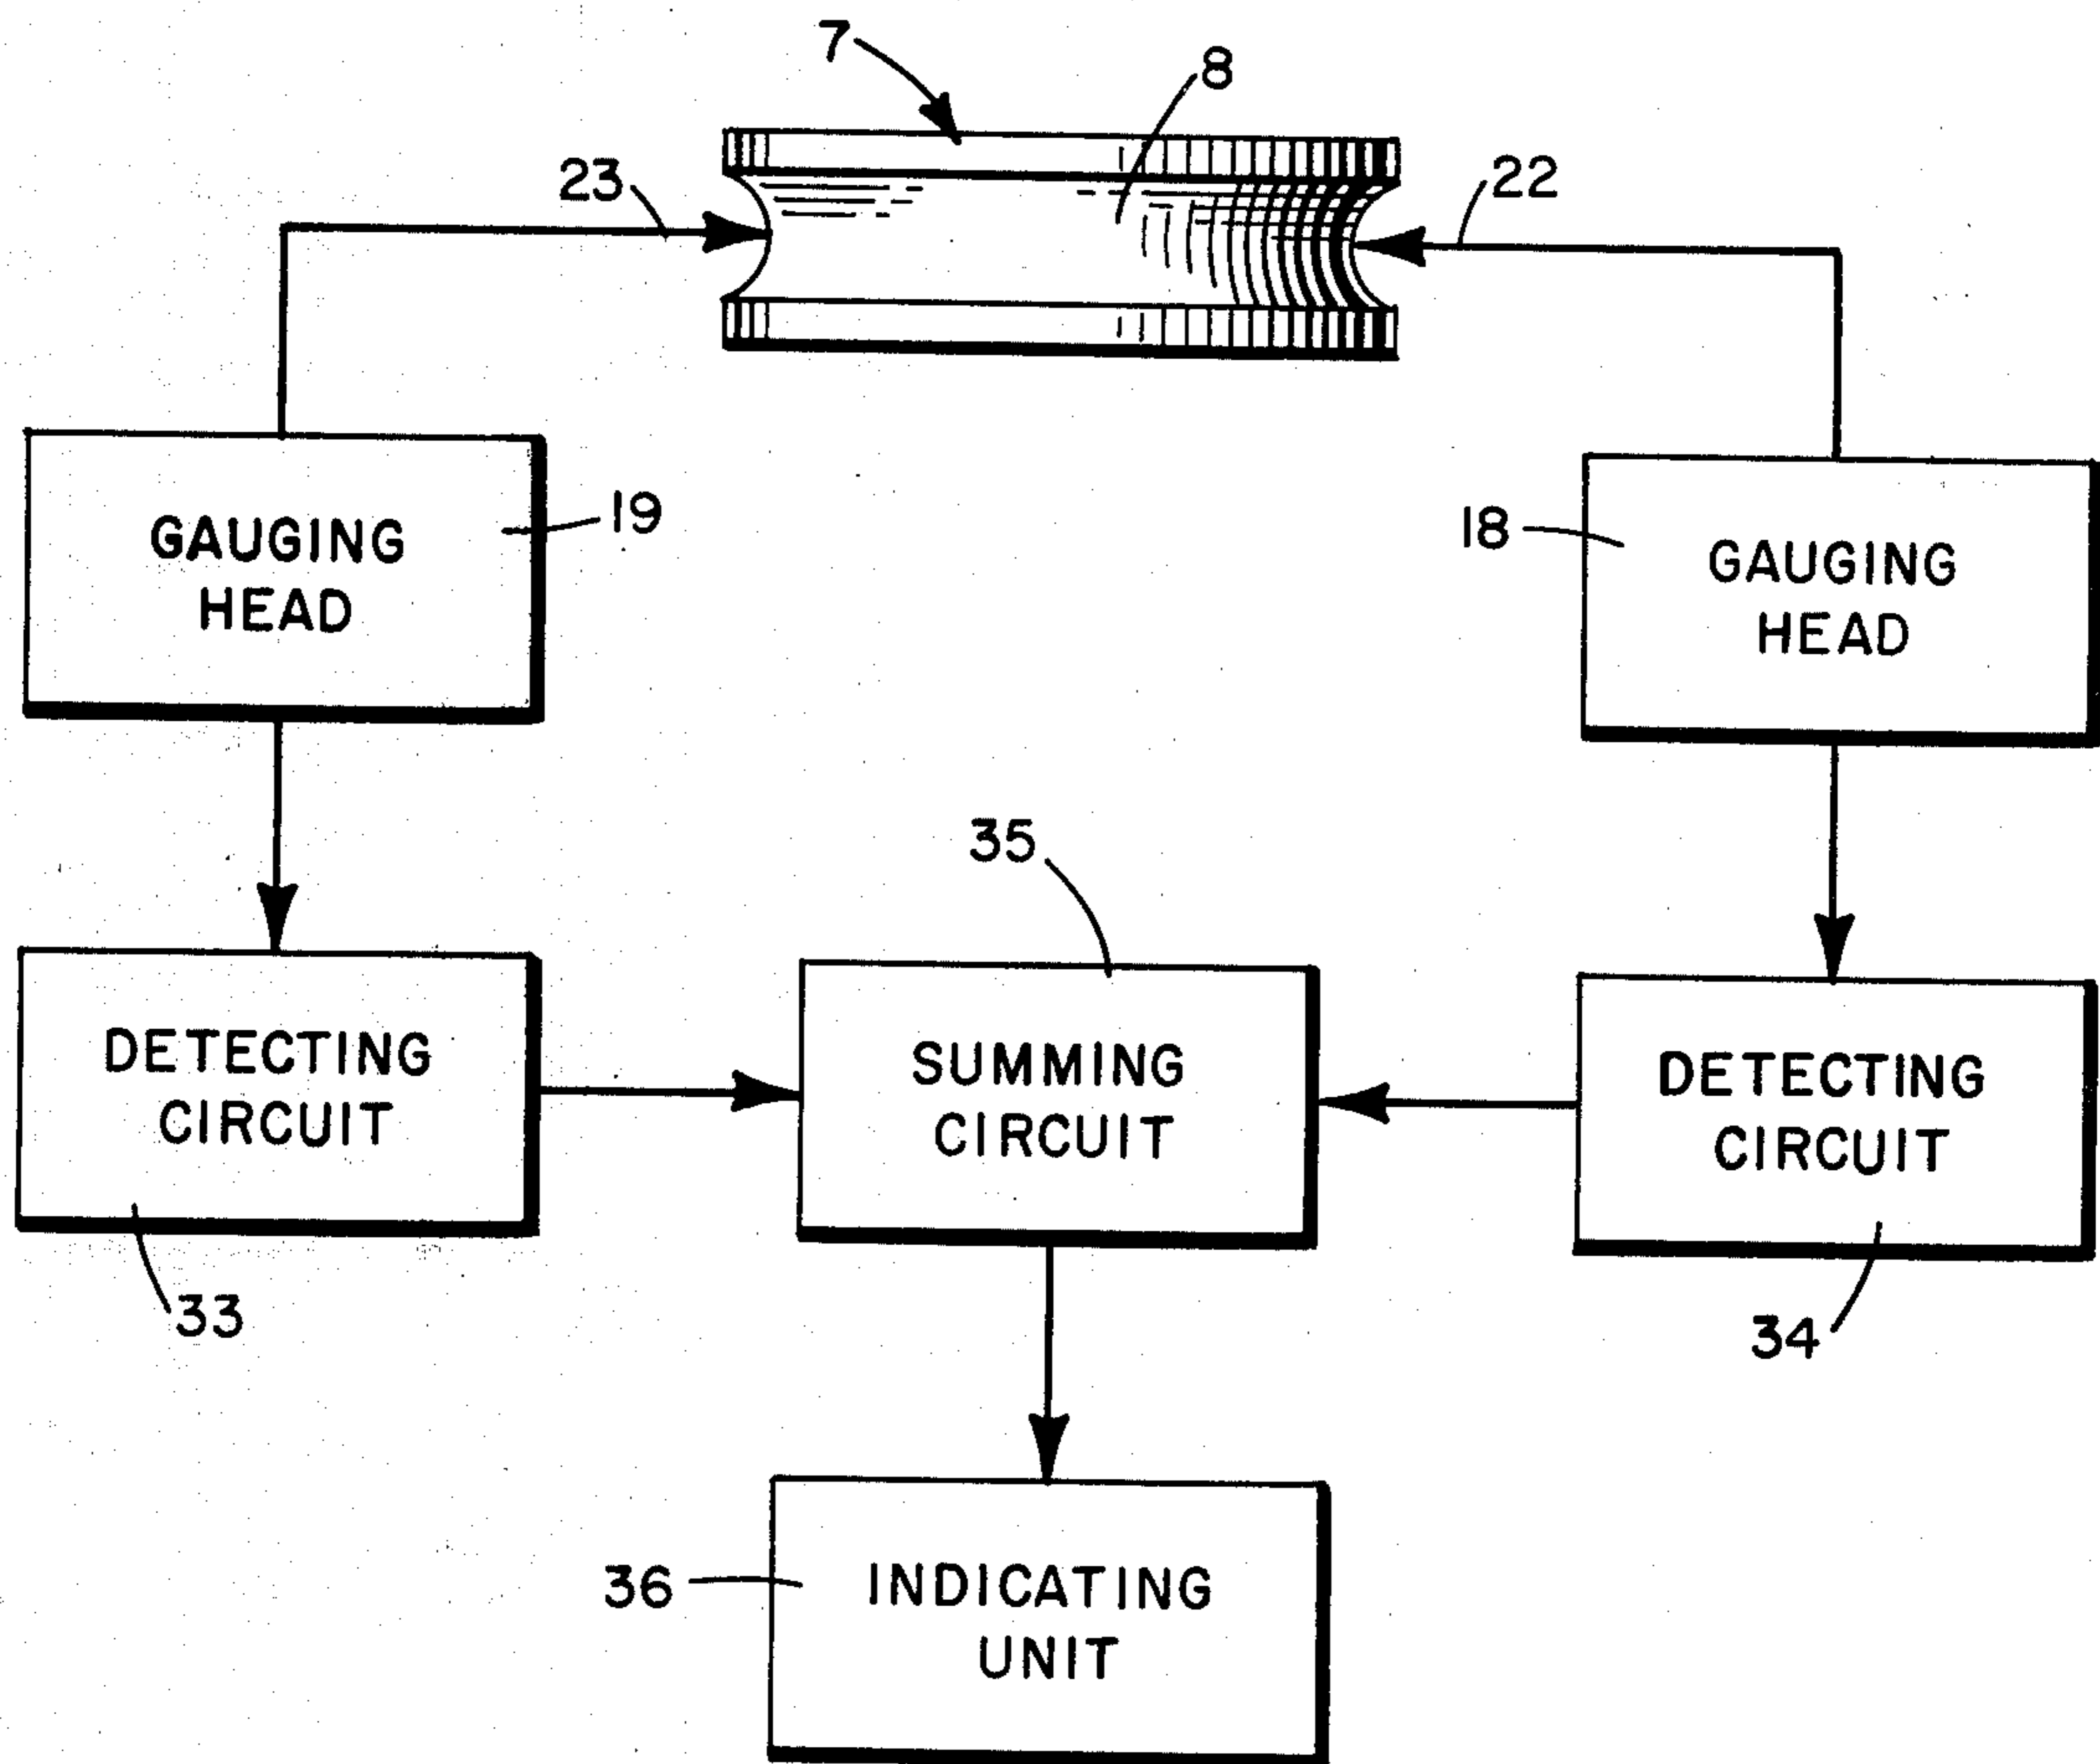 7
8
23
22
GAUGING
HEAD
19
18
GAUGING
HEAD
35
DETECTING
CIRCUIT
SUMMING
CIRCUIT
DETECTING
CIRCUIT
33
34
36
INDICATING
UNIT